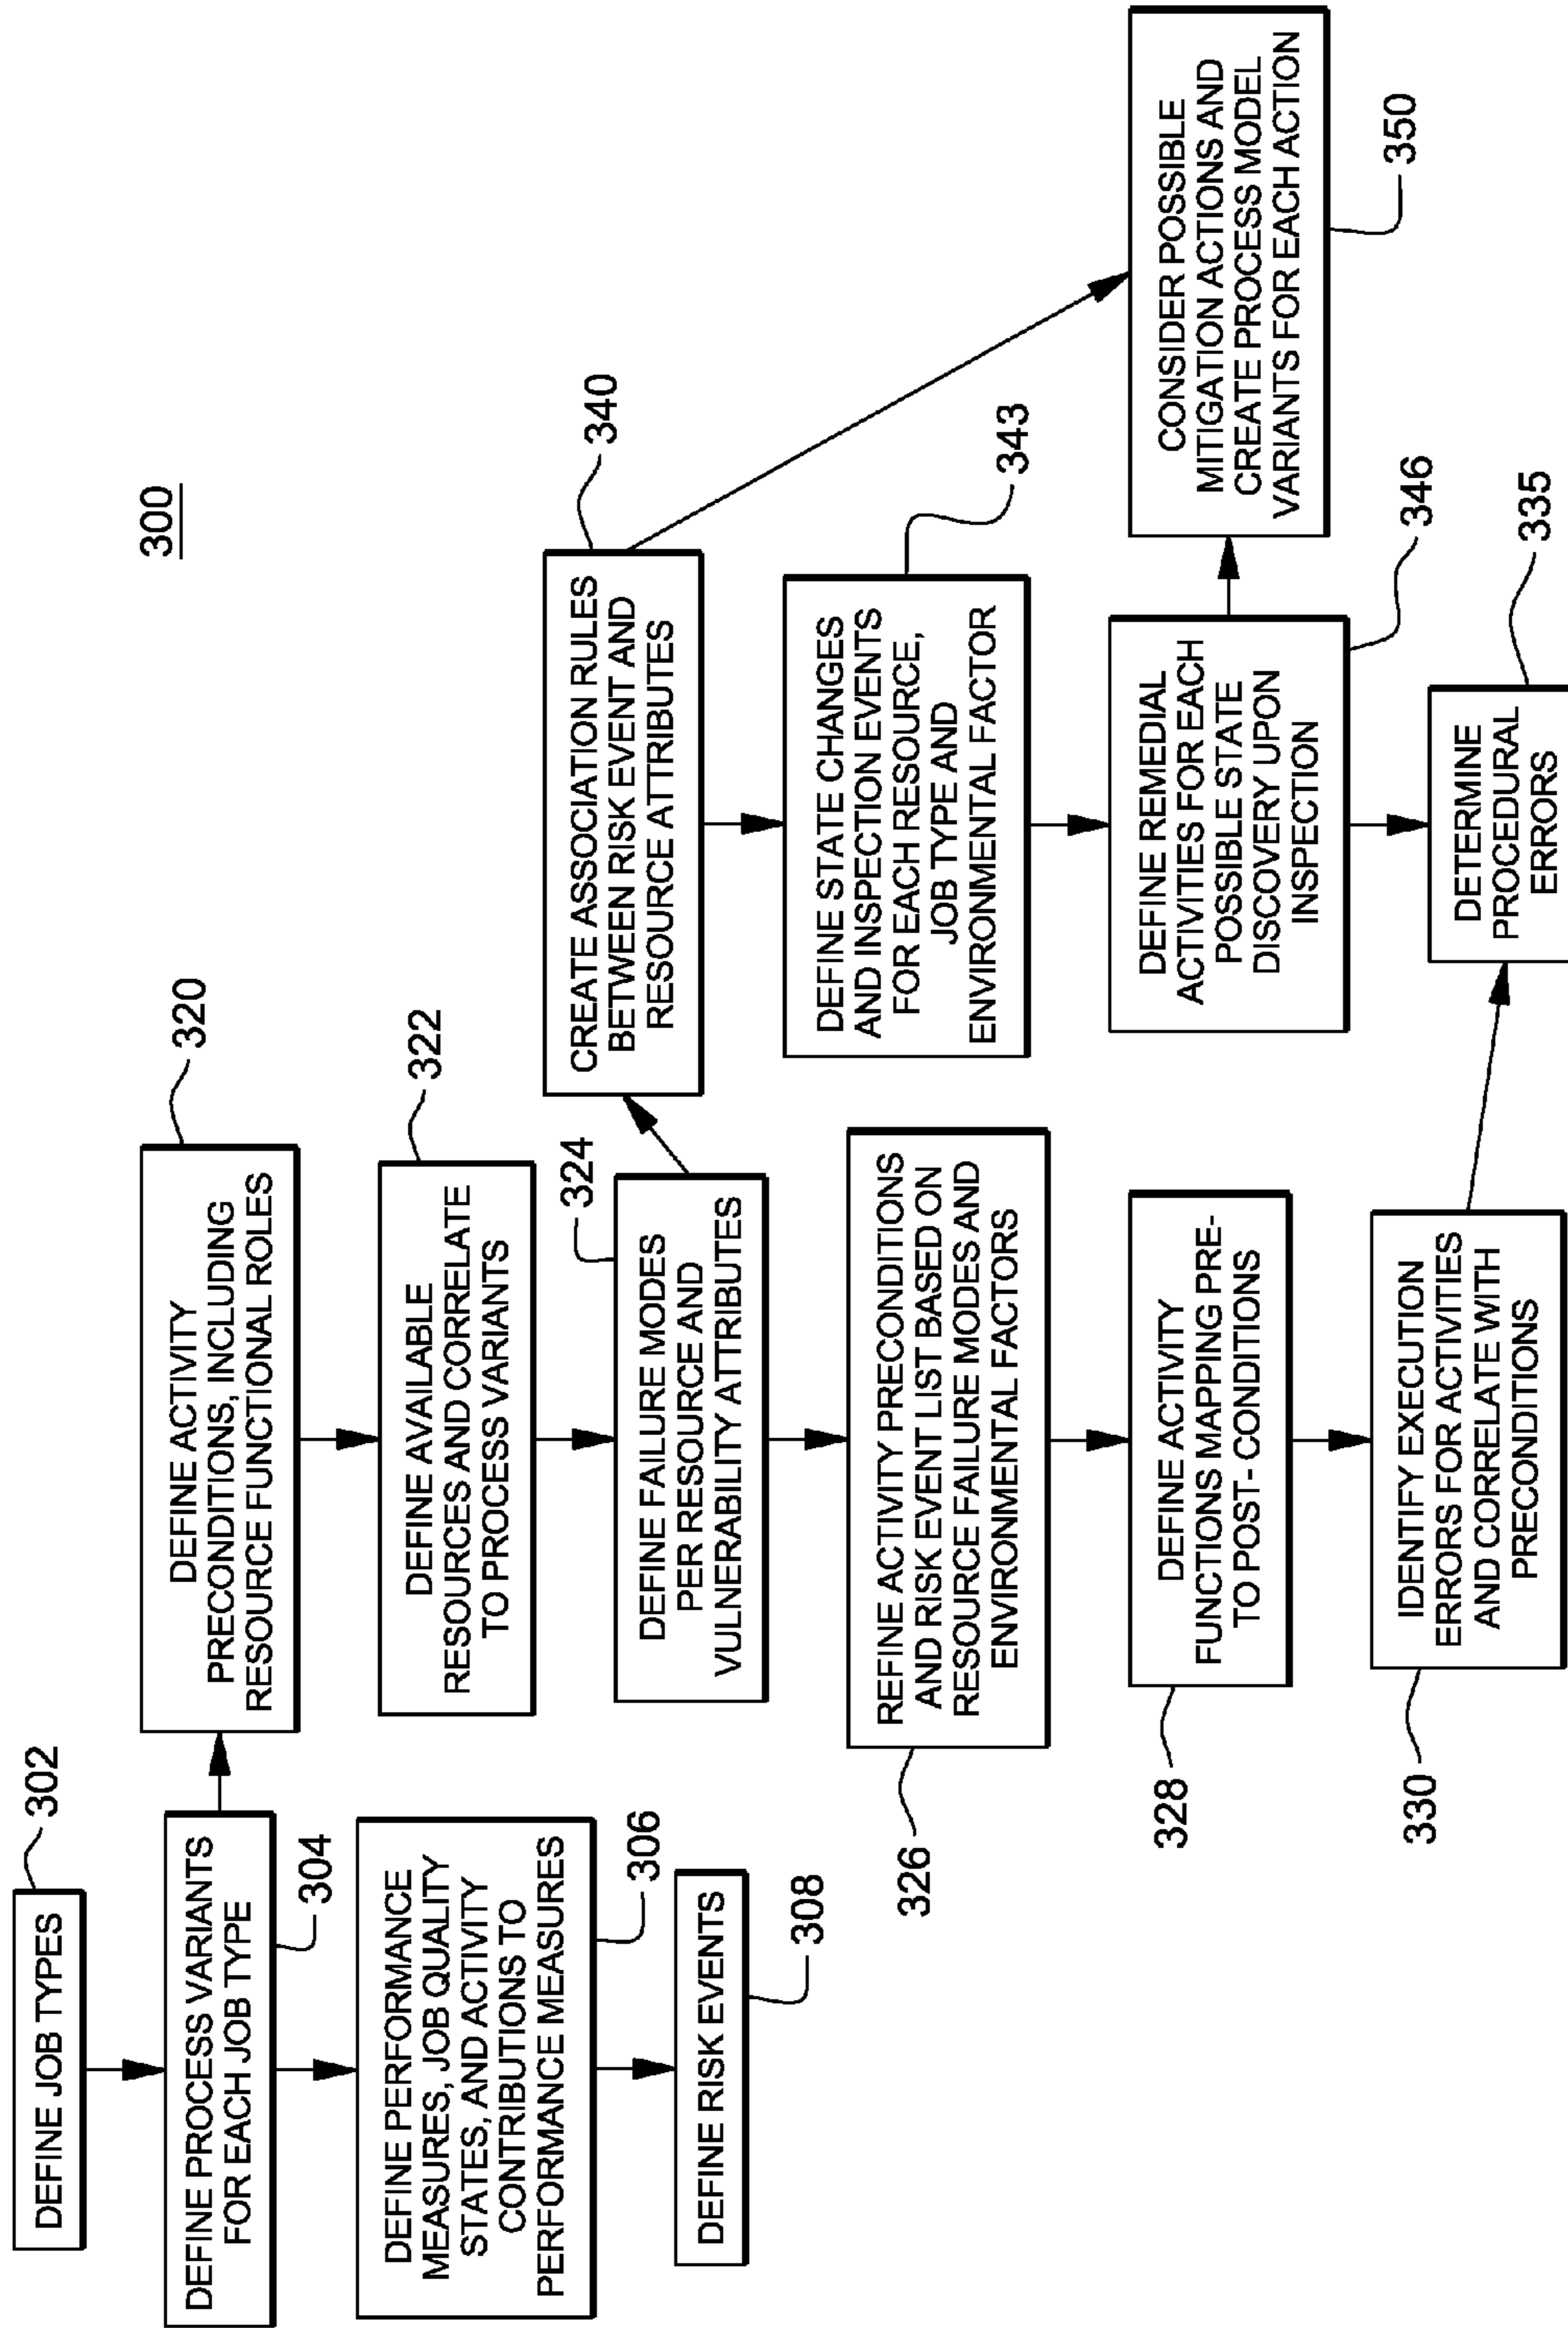 300
DEFINE JOB TYPES
302
DEFINE PROCESS VARIANTS
FOR EACH JOB TYPE
304
DEFINE PERFORMANCE
MEASURES, JOB QUALITY
STATES, AND ACTIVITY
CONTRIBUTIONS TO
PERFORMANCE MEASURES
306
DEFINE RISK EVENTS
308
DEFINE ACTIVITY
PRECONDITIONS, INCLUDING
RESOURCE FUNCTIONAL ROLES
320
DEFINE AVAILABLE
RESOURCES AND CORRELATE
TO PROCESS VARIANTS
322
DEFINE FAILURE MODES
PER RESOURCE AND
VULNERABILITY ATTRIBUTES
324
REFINE ACTIVITY PRECONDITIONS
AND RISK EVENT LIST BASED ON
RESOURCE FAILURE MODES AND
ENVIRONMENTAL FACTORS
326
DEFINE ACTIVITY
FUNCTIONS MAPPING PRE-
TO POST- CONDITIONS
328
IDENTIFY EXECUTION
ERRORS FOR ACTIVITIES
AND CORRELATE WITH
PRECONDITIONS
330
CREATE ASSOCIATION RULES
BETWEEN RISK EVENT AND
RESOURCE ATTRIBUTES
340
DEFINE STATE CHANGES
AND INSPECTION EVENTS
FOR EACH RESOURCE,
JOB TYPE AND
ENVIRONMENTAL FACTOR
343
DEFINE REMEDIAL
ACTIVITIES FOR EACH
POSSIBLE STATE
DISCOVERY UPON
INSPECTION
346
DETERMINE
PROCEDURAL
ERRORS
335
CONSIDER POSSIBLE
MITIGATION ACTIONS AND
CREATE PROCESS MODEL
VARIANTS FOR EACH ACTION
350